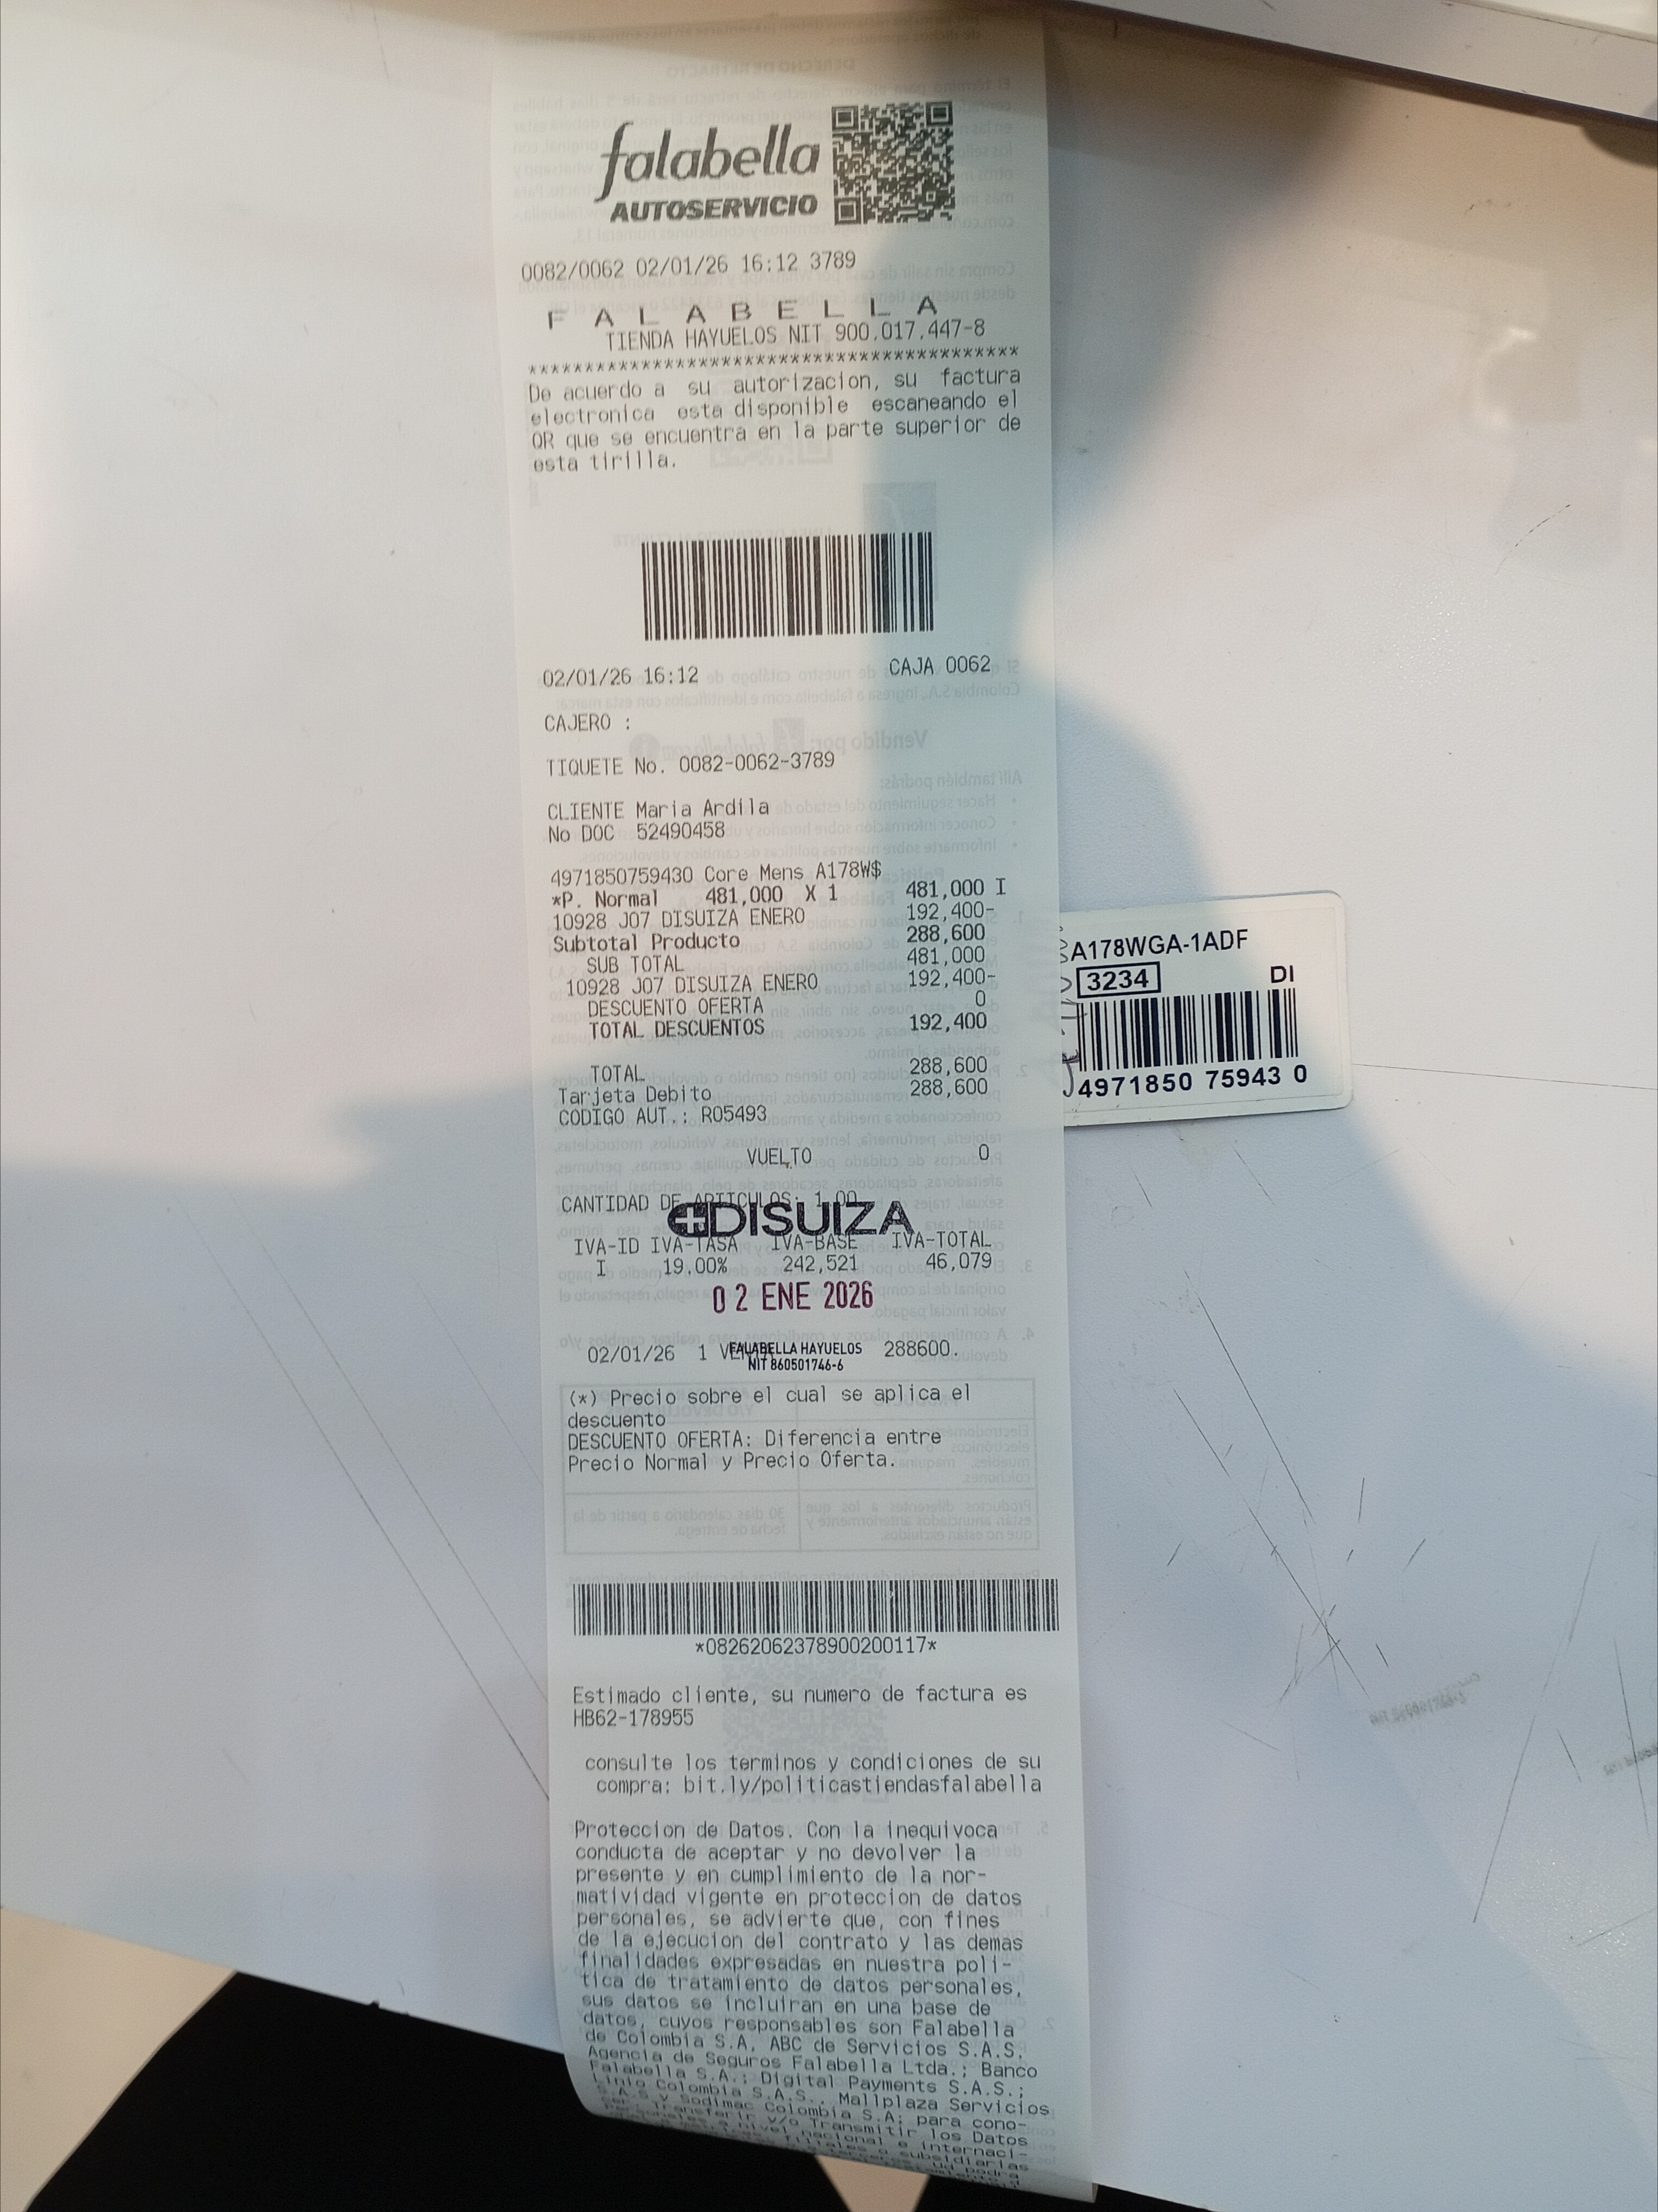 falabella
AUTOSERVICIO
0082/0062 02/01/26 16:12 3789
F A L A B E L L A
TIENDA HAYUELOS NIT 900.017.447-8
******************************************
De acuerdo a su autorizacion, su factura
electronica esta disponible escaneando el
QR que se encuentra en la parte superior de
esta tirilla.
02/01/26 16:12 CAJA 0062
CAJERO :
TIQUETE No. 0082-0062-3789
CLIENTE Maria Ardila
No DOC 52490458
4971850759430 Core Mens A178W$
*P. Normal 481,000 X 1 481,000 I
10928 J07 DISUIZA ENERO 192,400-
Subtotal Producto 288,600
SUB TOTAL 481,000
10928 J07 DISUIZA ENERO 192,400-
DESCUENTO OFERTA 0
TOTAL DESCUENTOS 192,400
TOTAL 288,600
Tarjeta Debito 288,600
CODIGO AUT.: R05493
VUELTO 0
CANTIDAD DE ARTICULOS: 1.00
DISUIZA
IVA-ID IVA-TASA IVA-BASE IVA-TOTAL
I 19.00% 242,521 46,079
02 ENE 2026
02/01/26 1 288600.
FALABELLA HAYUELOS
NIT 860501746-6
(*) Precio sobre el cual se aplica el
descuento
DESCUENTO OFERTA: Diferencia entre
Precio Normal y Precio Oferta.
*08262062378900200117*
Estimado cliente, su numero de factura es
HB62-178955
consulte los terminos y condiciones de su
compra: bit.ly/politicastiendasfalabella
Proteccion de Datos. Con la inequivoca
conducta de aceptar y no devolver la
presente y en cumplimiento de la nor-
matividad vigente en proteccion de datos
personales, se advierte que, con fines
de la ejecucion del contrato y las demas
finalidades expresadas en nuestra poli-
tica de tratamiento de datos personales,
sus datos se incluiran en una base de
datos, cuyos responsables son Falabella
de Colombia S.A, ABC de Servicios S.A.S.
Agencia de Seguros Falabella Ltda.; Banco
Falabella S.A.; Digital Payments S.A.S.;
Linio Colombia S.A.S., Mallplaza Servicios
S.A.S y Sodimac Colombia S.A; para cono-
Transferir y/o Transmitir los Datos
a nivel nacional e internaci-
filiales o subsidiarias
A178WGA-1ADF
3234 DI
4971850 75943 0